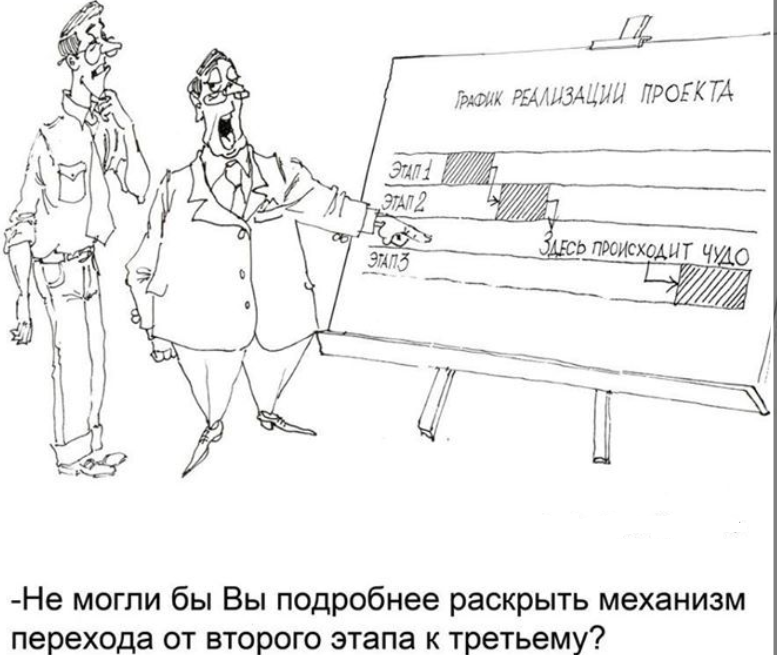 ГРАФИК РЕАЛИЗАЦИИ ПРОЕКТА
ЭТАП 1
ЭТАП 2
ЗДЕСЬ ПРОИСХОДИТ ЧУДО
ЭТАП 3
-Не могли бы Вы подробнее раскрыть механизм
перехода от второго этапа к третьему?